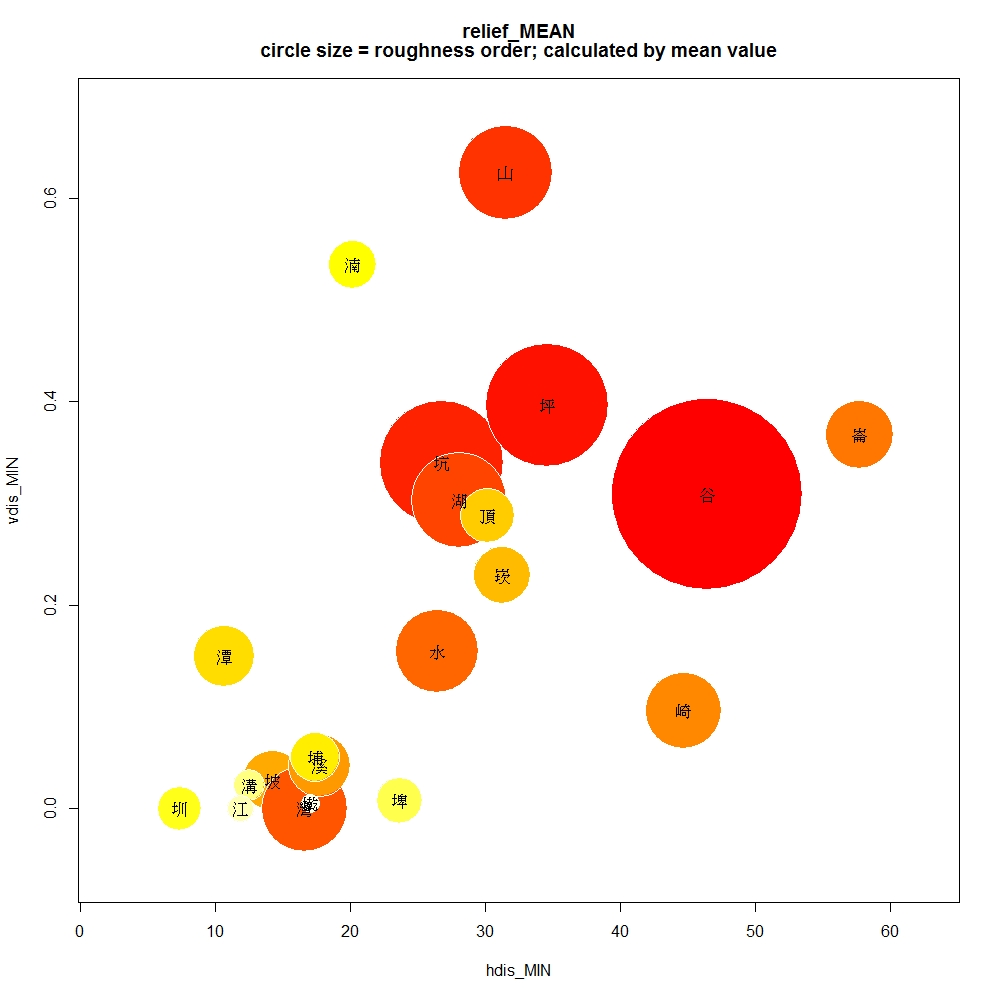 relief_MEAN
circle size = roughness order; calculated by mean value
山
湳
坪
坑
湖
頂
谷
崙
崁
水
潭
崎
埔
溪
坡
溝
圳
江
灣
埤
0.6
0.4
0.2
0.0
vdis_MIN
0 10 20 30 40 50 60
hdis_MIN